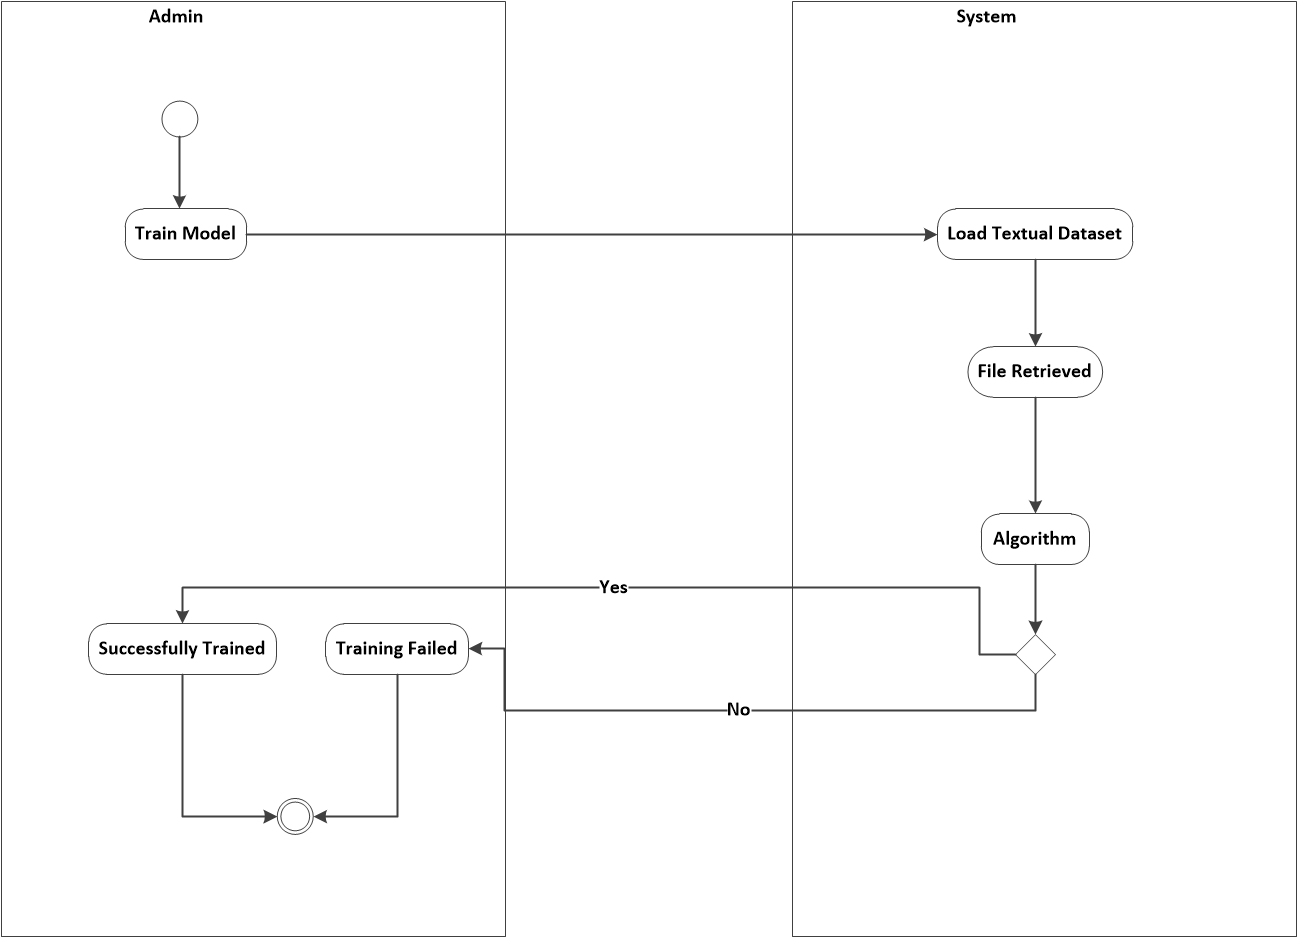 Admin
System
Train Model
Load Textual Dataset
File Retrieved
Algorithm
Yes
Successfully Trained
Training Failed
No